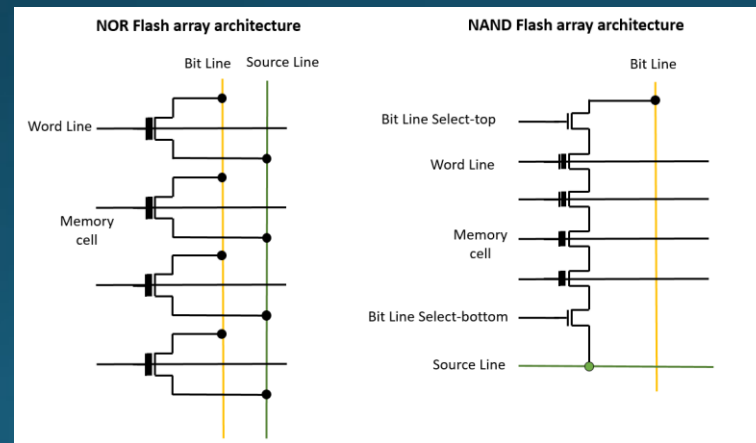 NOR Flash array architecture
Bit Line
Source Line
Word Line
Memory
cell
NAND Flash array architecture
Bit Line
Bit Line Select-top
Word Line
Memory
cell
Bit Line Select-bottom
Source Line